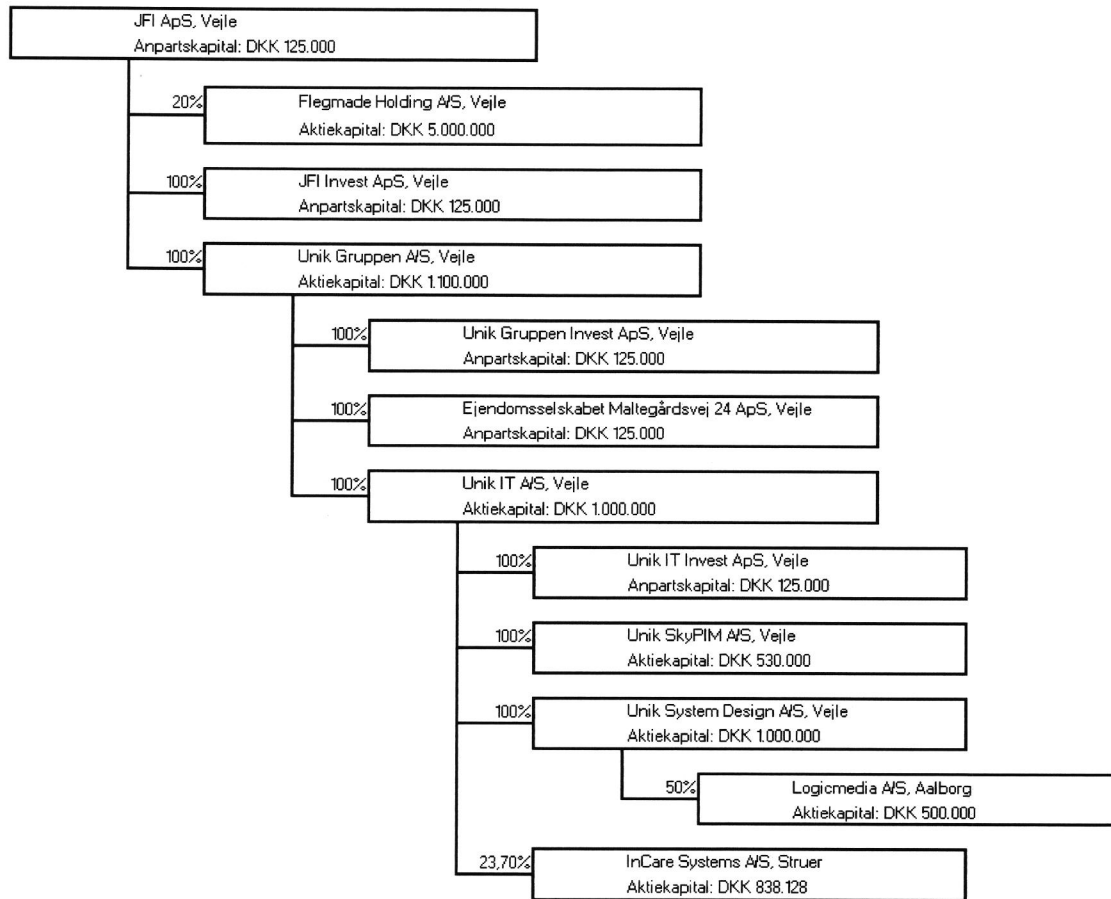 JFI ApS, Vejle
Anpartskapital: DKK 125.000
20%
Flegmade Holding A/S, Vejle
Aktiekapital: DKK 5.000.000
100%
JFI Invest ApS, Vejle
Anpartskapital: DKK 125.000
100%
Unik Gruppen A/S, Vejle
Aktiekapital: DKK 1.100.000
100%
Unik Gruppen Invest ApS, Vejle
Anpartskapital: DKK 125.000
100%
Ejendomsselskabet Maltegårdsvej 24 ApS, Vejle
Anpartskapital: DKK 125.000
100%
Unik IT A/S, Vejle
Aktiekapital: DKK 1.000.000
100%
Unik IT Invest ApS, Vejle
Anpartskapital: DKK 125.000
100%
Unik SkyPIM A/S, Vejle
Aktiekapital: DKK 530.000
100%
Unik System Design A/S, Vejle
Aktiekapital: DKK 1.000.000
50%
Logicmedia A/S, Aalborg
Aktiekapital: DKK 500.000
23,70%
InCare Systems A/S, Struer
Aktiekapital: DKK 838.128